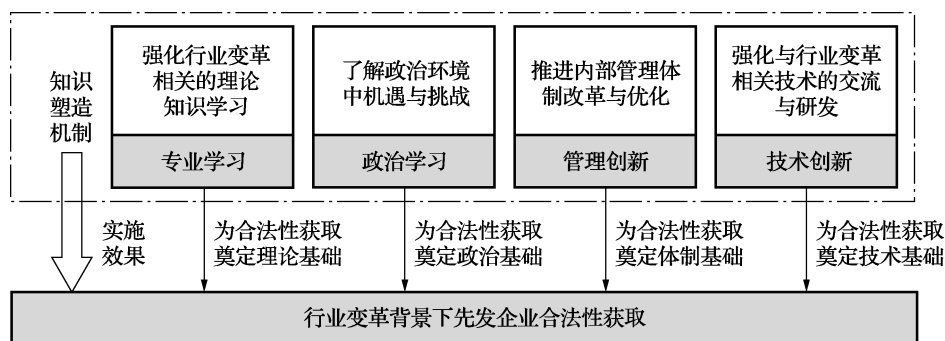 知识
塑造
机制
强化行业变革
相关的理论
知识学习
专业学习
了解政治环境
中机遇与挑战
政治学习
推进内部管理体
制改革与优化
管理创新
强化与行业变革
相关技术的交流
与研发
技术创新
实施
效果
为合法性获取
奠定理论基础
为合法性获取
奠定政治基础
为合法性获取
奠定体制基础
为合法性获取
奠定技术基础
行业变革背景下先发企业合法性获取